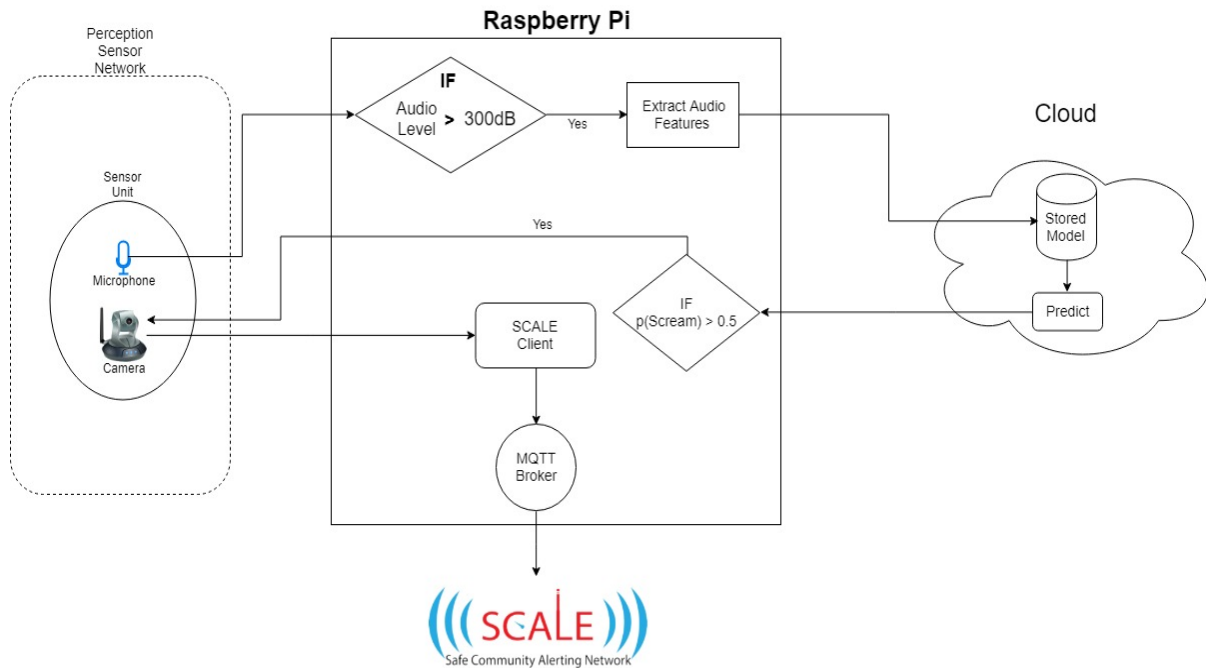 Raspberry Pi
Perception
Sensor
Network
IF
Audio
Level > 300dB
Yes
Extract Audio
Features
Cloud
Sensor
Unit
Microphone
Camera
Stored
Model
Predict
Yes
IF
p(Scream) > 0.5
SCALE
Client
MQTT
Broker
SCALE
Safe Community Alerting Network